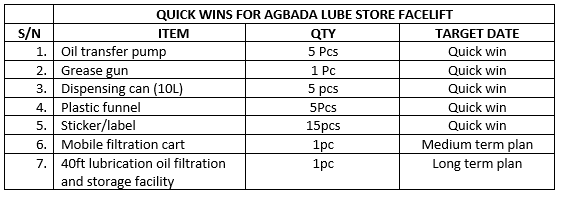 QUICK WINS FOR AGBADA LUBE STORE FACELIFT
S/N ITEM QTY TARGET DATE
1. Oil transfer pump 5 Pcs Quick win
2. Grease gun 1 Pc Quick win
3. Dispensing can (10L) 5 pcs Quick win
4. Plastic funnel 5Pcs Quick win
5. Sticker/label 15pcs Quick win
6. Mobile filtration cart 1pc Medium term plan
7. 40ft lubrication oil filtration 1pc Long term plan
and storage facility